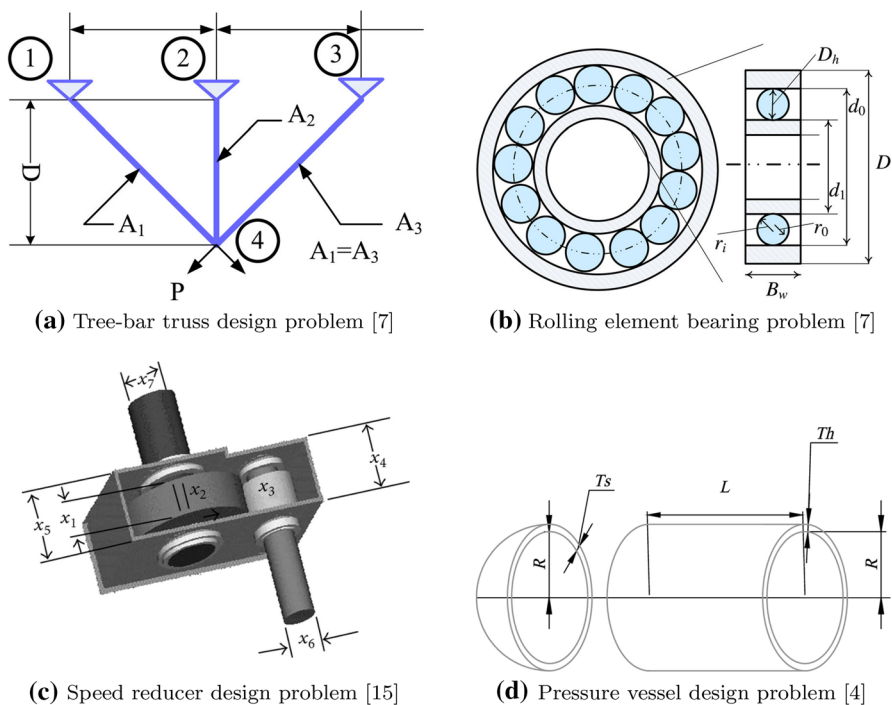 1 2 3
D
A₂
A₁
A₃
A₁=A₃
4
P
(a) Tree-bar truss design problem [7]
Dₕ
d₀
D
d₁
rᵢ r₀
B_w
(b) Rolling element bearing problem [7]
x₇
x₄
x₂
x₃
x₅
x₁
x₆
(c) Speed reducer design problem [15]
Th
Ts
L
R
R
(d) Pressure vessel design problem [4]